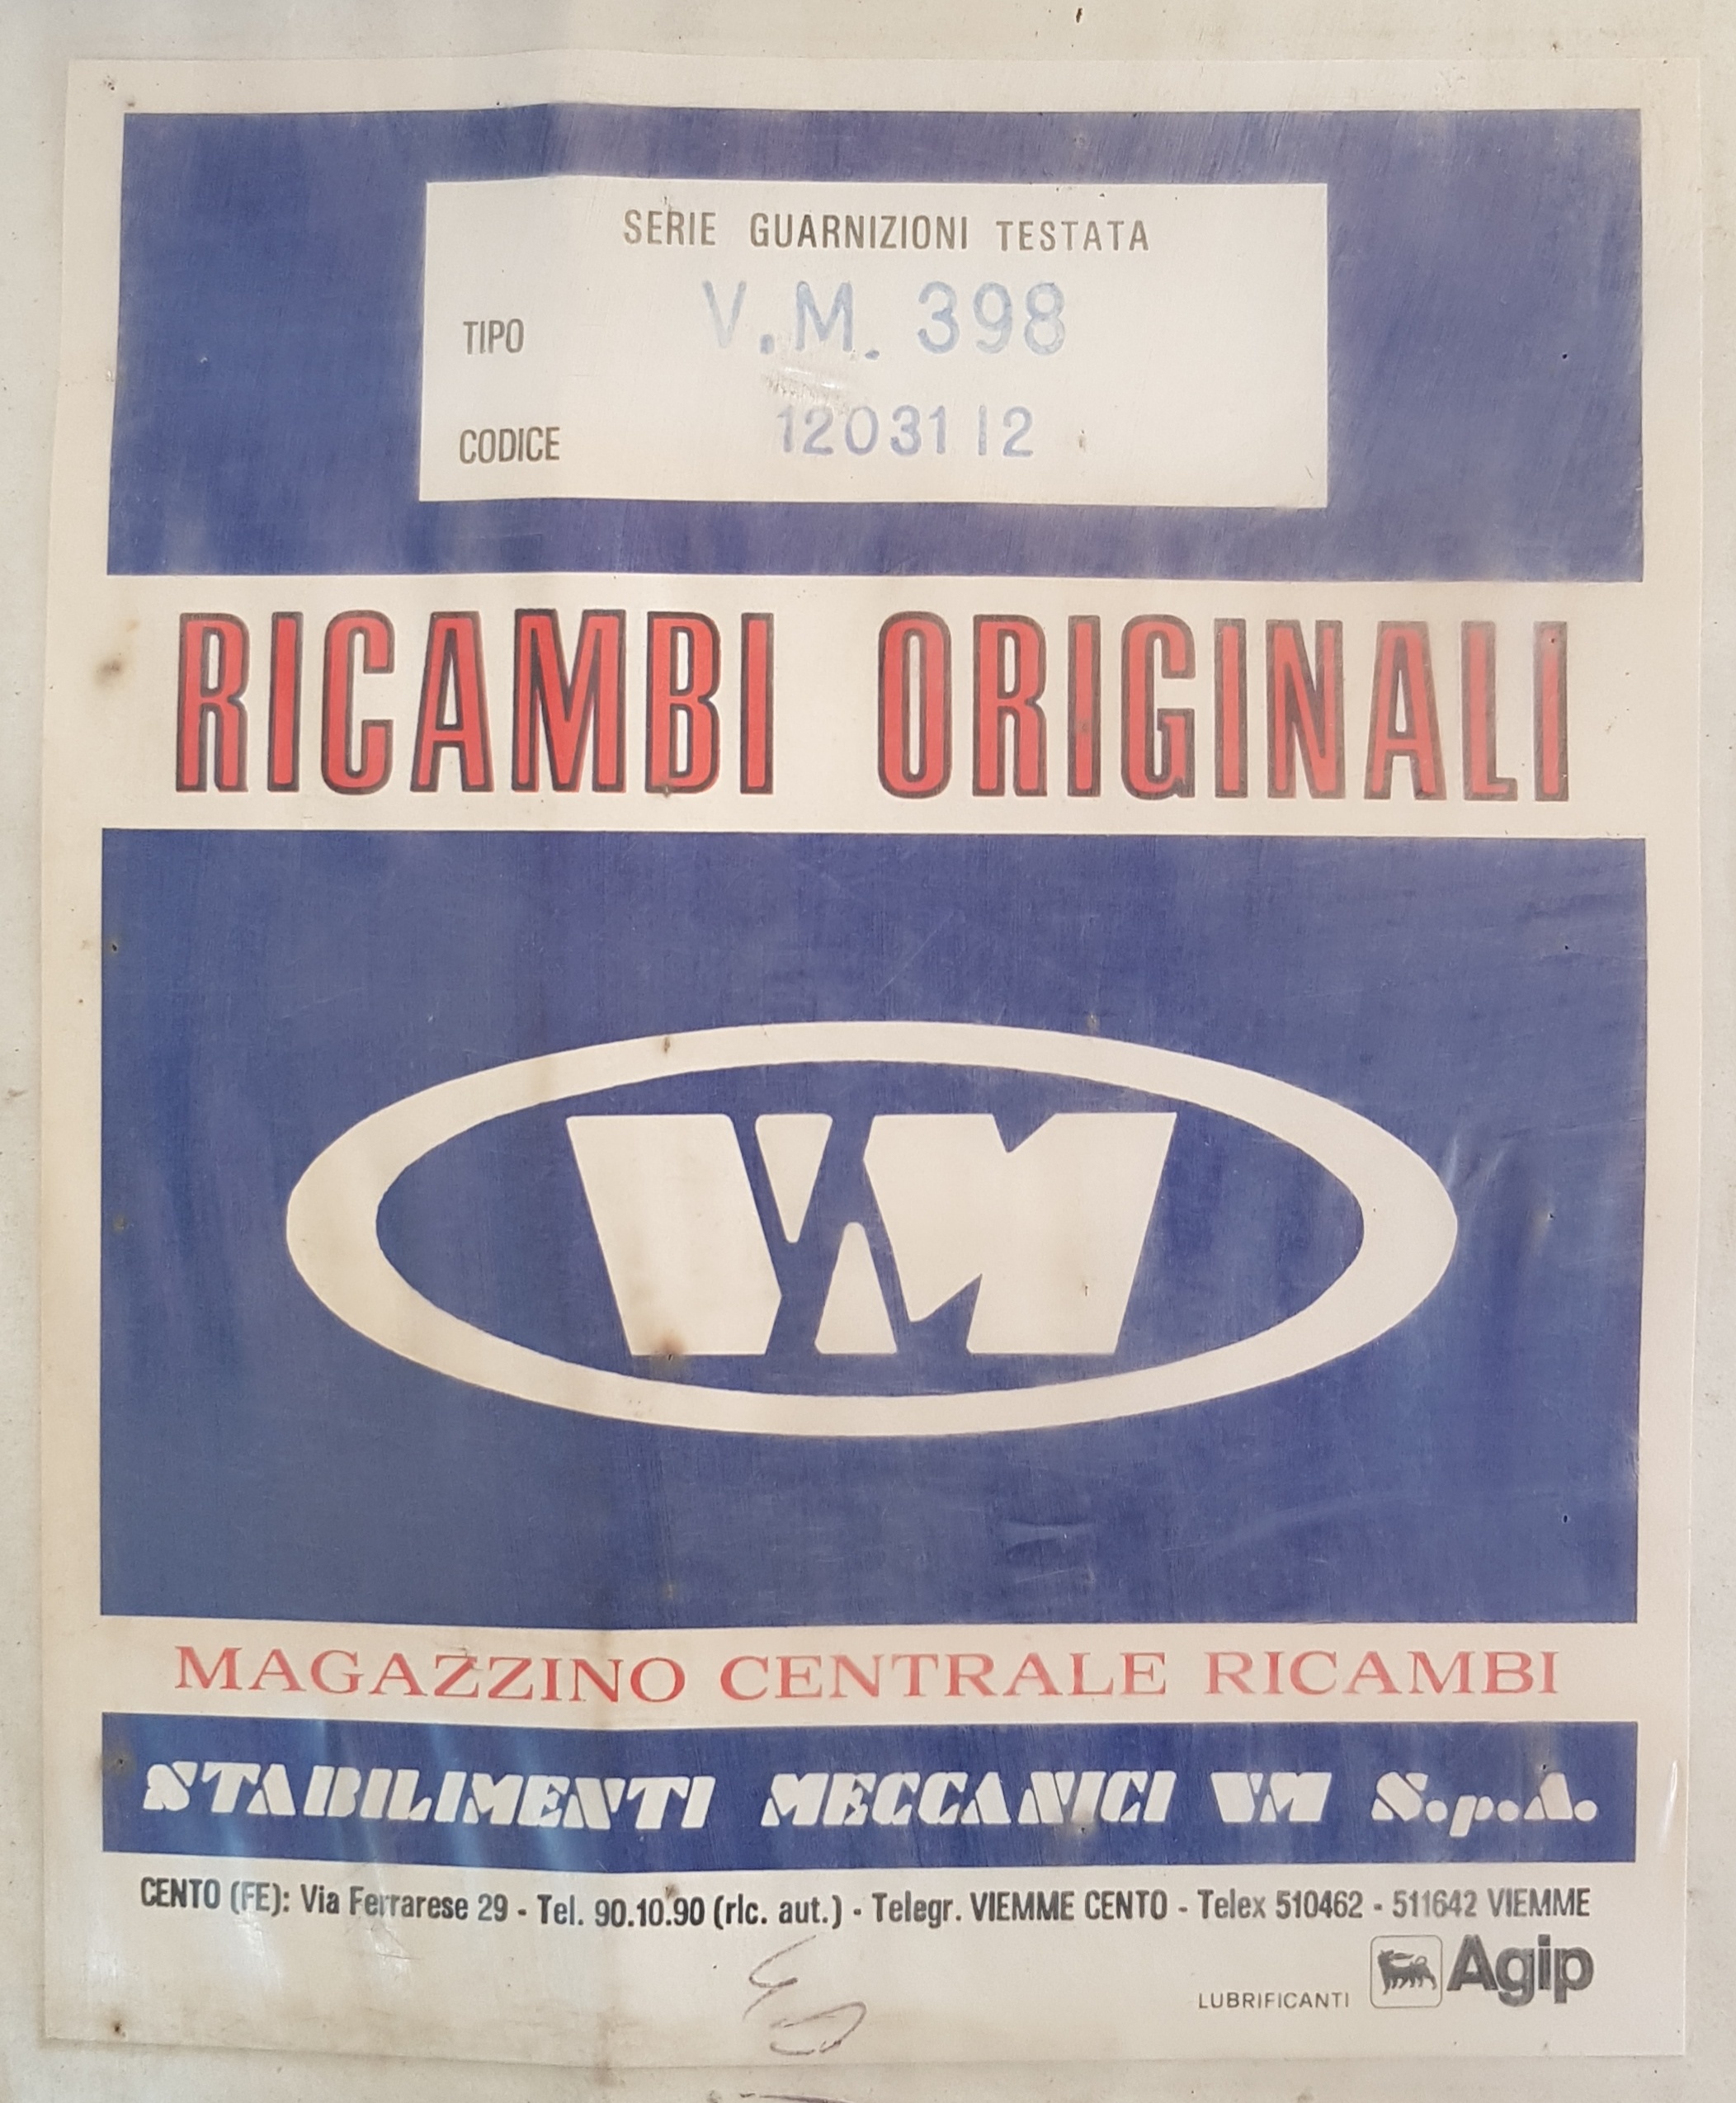 SERIE GUARNIZIONI TESTATA
TIPO V.M. 398
CODICE 12031112
RICAMBI ORIGINALI
VM
MAGAZZINO CENTRALE RICAMBI
STABILIMENTI MECCANICI VM S.p.A.
CENTO (FE): Via Ferrarese 29 - Tel. 90.10.90 (ric. aut.) - Telegr. VIEMME CENTO - Telex 510462 - 511642 VIEMME
LUBRIFICANTI Agip